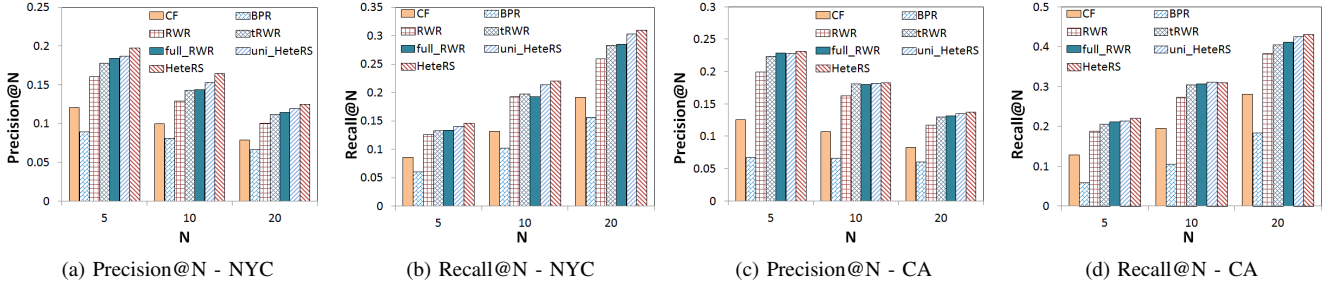 CF BPR
RWR tRWR
full_RWR uni_HeteRS
HeteRS
0.2
0.15
0.1
0.05
0
Precision@N
5 10 20
N
(a) Precision@N - NYC
CF BPR
RWR tRWR
full_RWR uni_HeteRS
HeteRS
0.35
0.3
0.25
0.2
0.15
0.1
0.05
0
Recall@N
5 10 20
N
(b) Recall@N - NYC
CF BPR
RWR tRWR
full_RWR uni_HeteRS
HeteRS
0.3
0.25
0.2
0.15
0.1
0.05
0
Precision@N
5 10 20
N
(c) Precision@N - CA
CF BPR
RWR tRWR
full_RWR uni_HeteRS
HeteRS
0.5
0.4
0.3
0.2
0.1
0
Recall@N
5 10 20
N
(d) Recall@N - CA